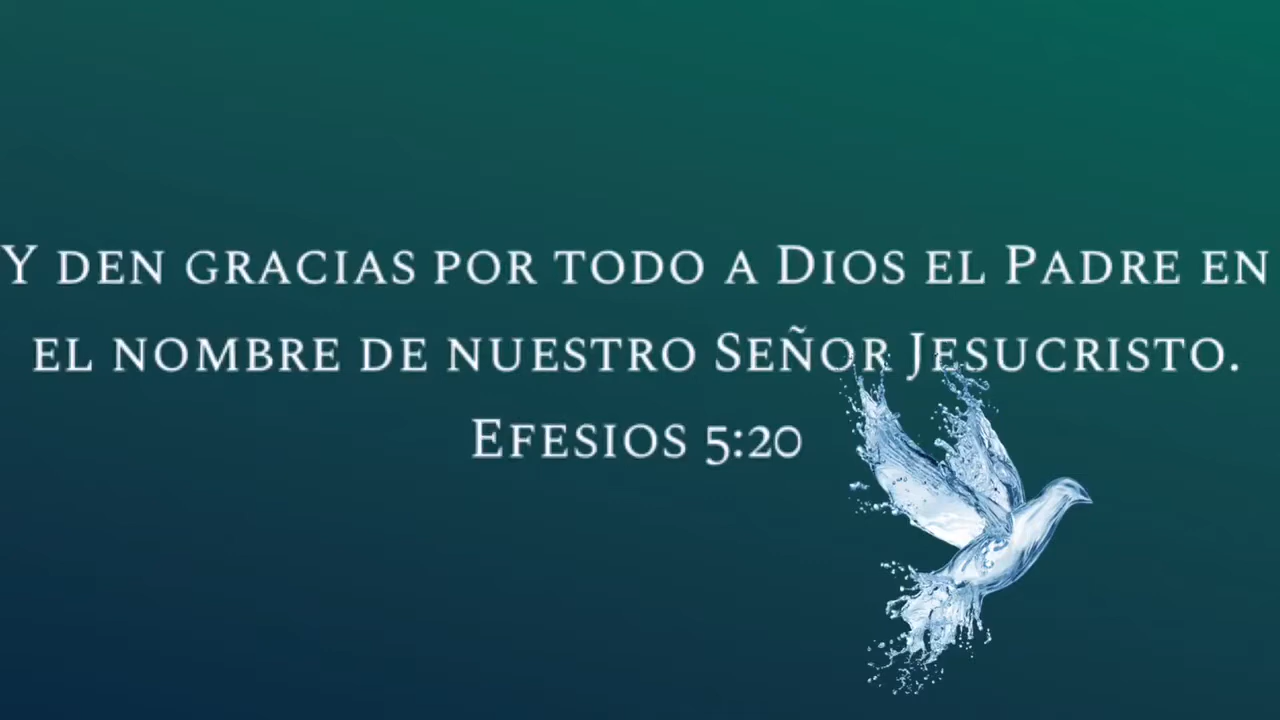 Y den gracias por todo a Dios el Padre en
el nombre de nuestro Señor Jesucristo.
Efesios 5:20